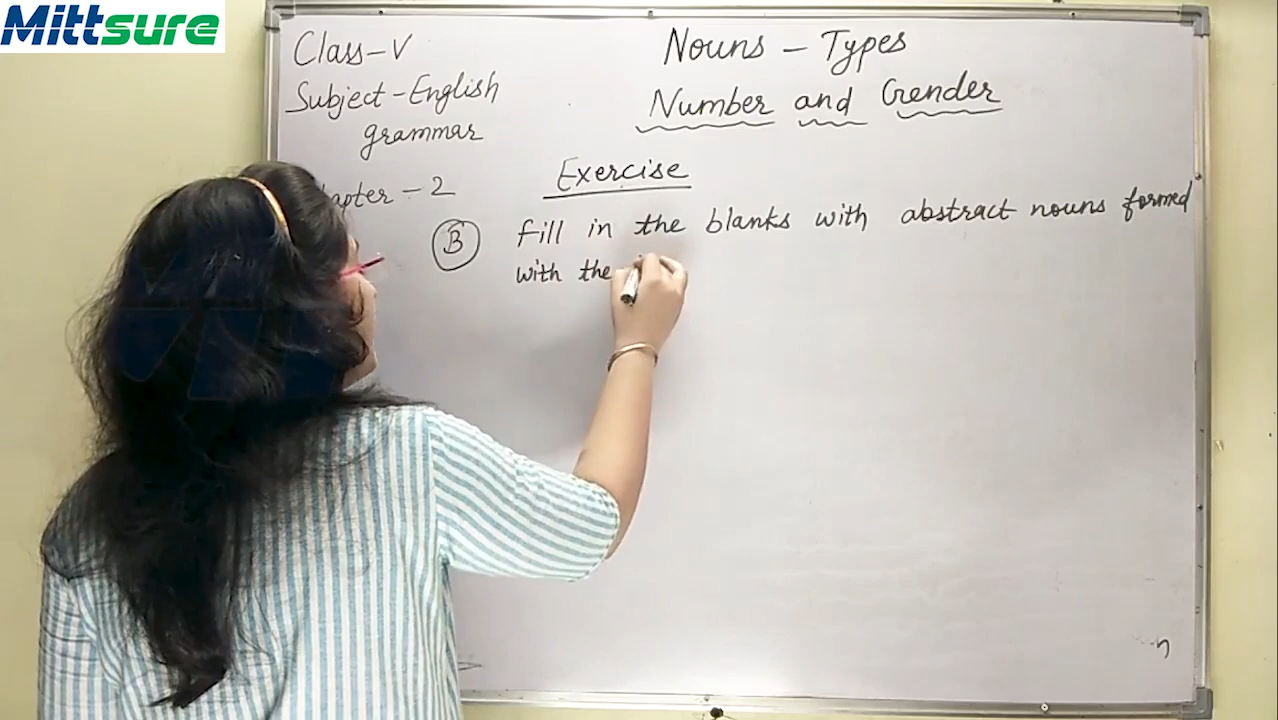 Mittsure
Class-V
Subject-English
grammar
Chapter - 2
Nouns - Types
Number and Gender
Exercise
B fill in the blanks with abstract nouns formed
with the